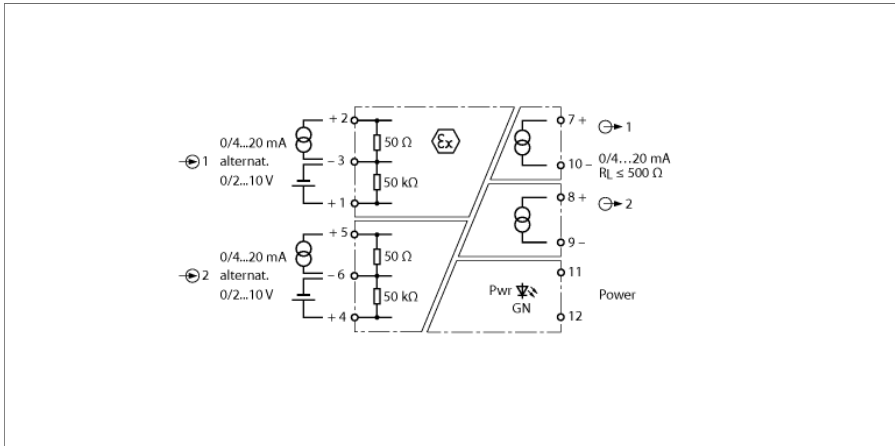 + 2
7 +
1
0/4...20 mA
50 Ω
εx
1
alternat.
– 3
10 –
0/4…20 mA
RL ≤ 500 Ω
0/2...10 V
50 kΩ
+ 1
8 +
2
+ 5
9 –
0/4...20 mA
50 Ω
2
alternat.
– 6
11
0/2...10 V
50 kΩ
Pwr
GN
Power
+ 4
12